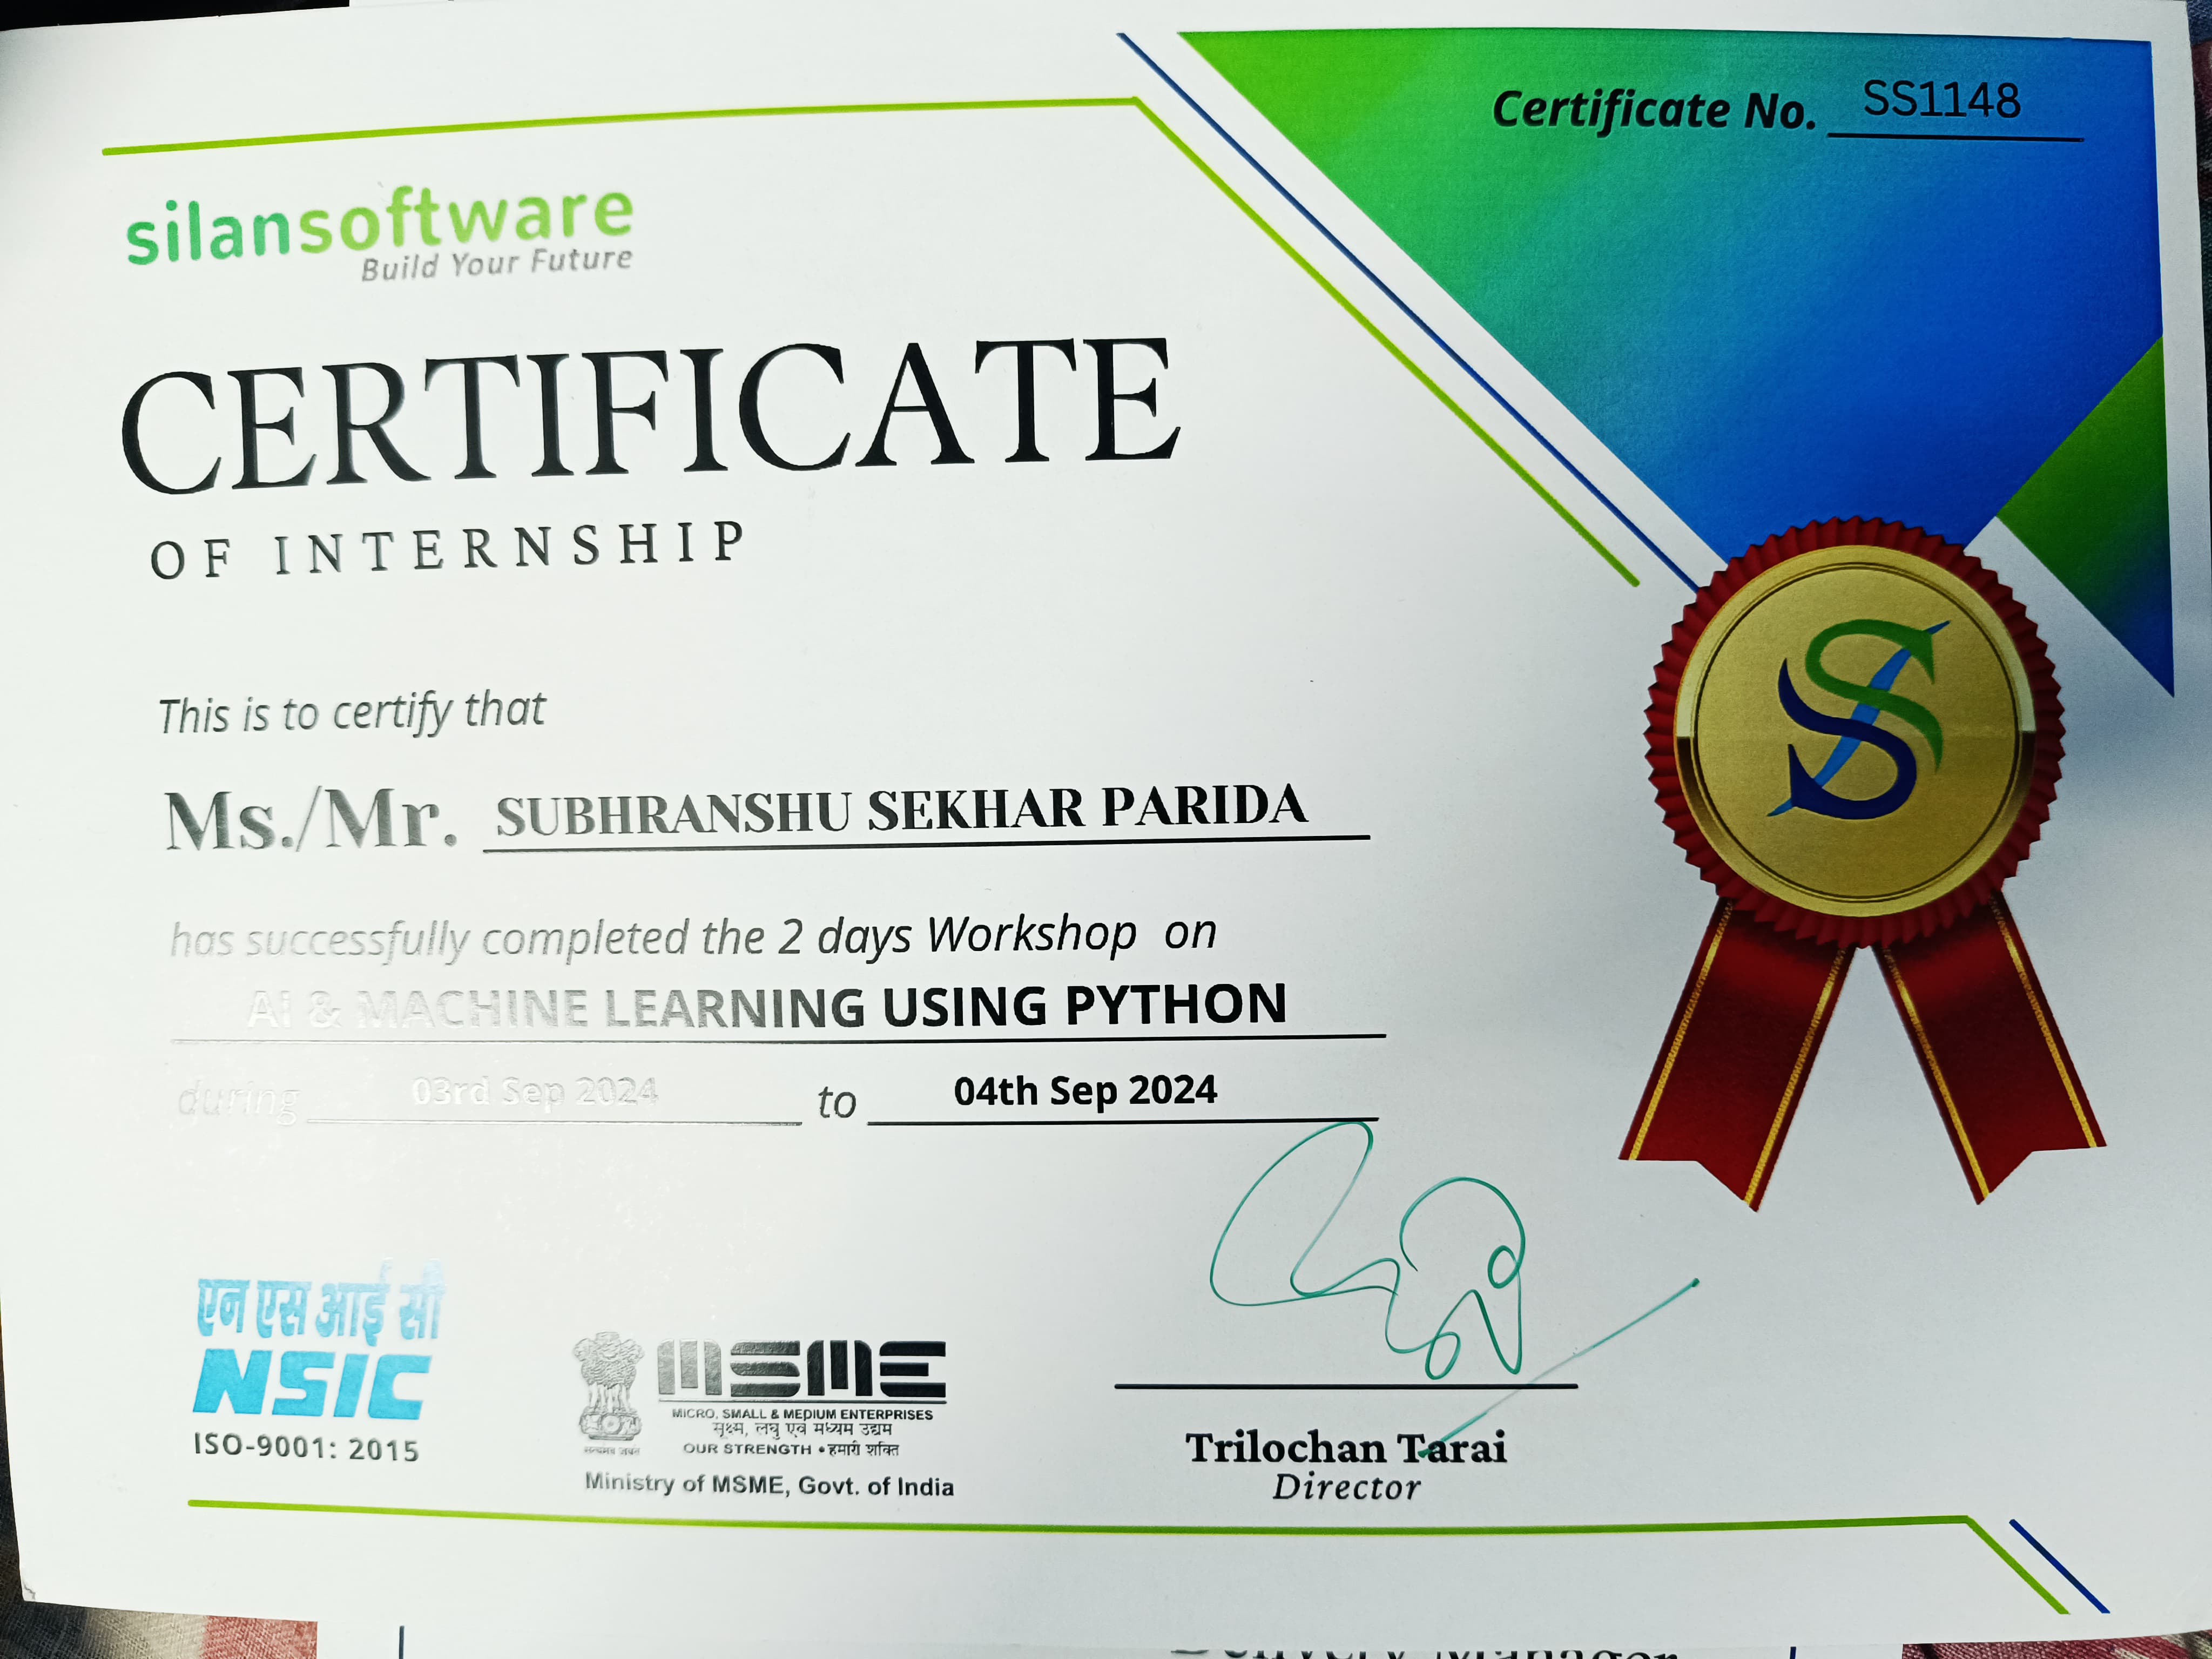 Certificate No. SS1148
silansoftware
Build Your Future
CERTIFICATE
OF INTERNSHIP
This is to certify that
Ms./Mr. SUBHRANSHU SEKHAR PARIDA
has successfully completed the 2 days Workshop on
AI & MACHINE LEARNING USING PYTHON
during 03rd Sep 2024 to 04th Sep 2024
एन एस आई सी
NSIC
ISO-9001: 2015
सत्यमेव जयते
MSME
MICRO, SMALL & MEDIUM ENTERPRISES
सूक्ष्म, लघु एवं मध्यम उद्यम
OUR STRENGTH • हमारी शक्ति
Ministry of MSME, Govt. of India
Trilochan Tarai
Director